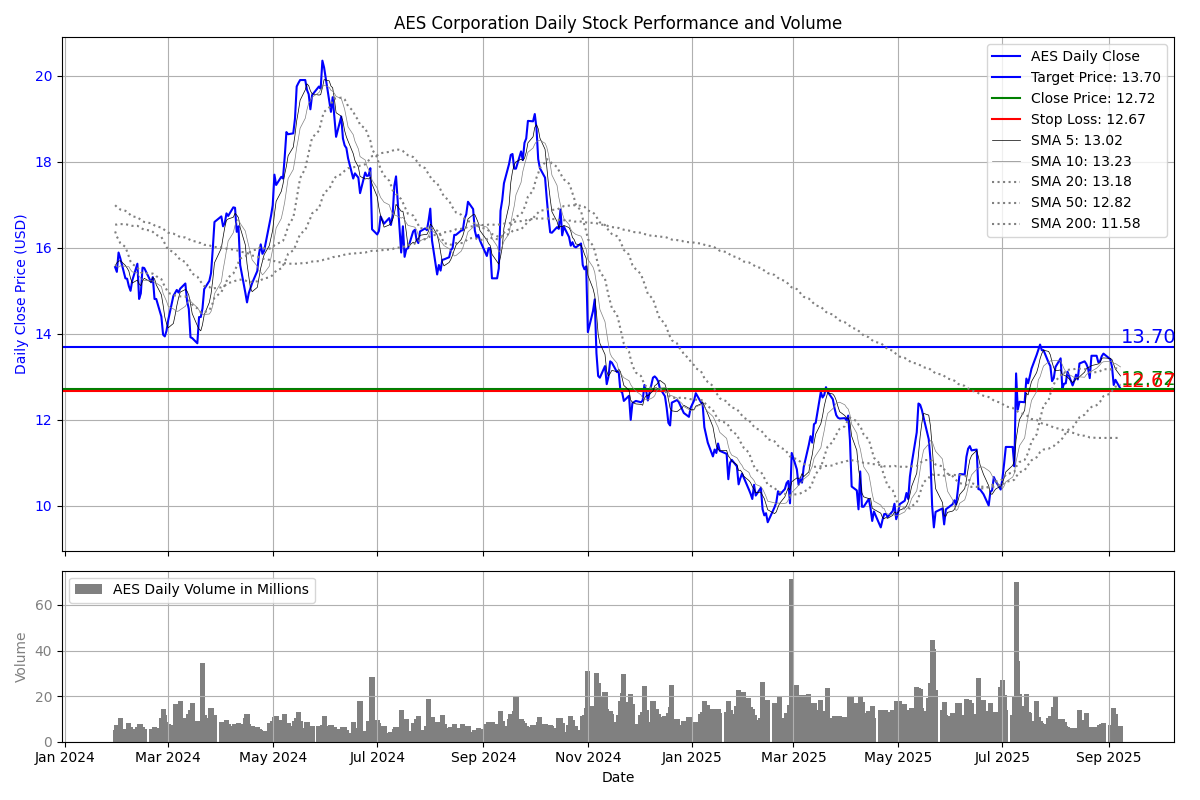 AES Corporation Daily Stock Performance and Volume
Daily Close Price (USD)
20
18
16
14
12
10
AES Daily Close
Target Price: 13.70
Close Price: 12.72
Stop Loss: 12.67
SMA 5: 13.02
SMA 10: 13.23
SMA 20: 13.18
SMA 50: 12.82
SMA 200: 11.58
13.70
12.72
12.67
AES Daily Volume in Millions
Volume
60
40
20
0
Jan 2024
Mar 2024
May 2024
Jul 2024
Sep 2024
Nov 2024
Jan 2025
Mar 2025
May 2025
Jul 2025
Sep 2025
Date